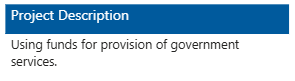 Project Description
Using funds for provision of government
services.